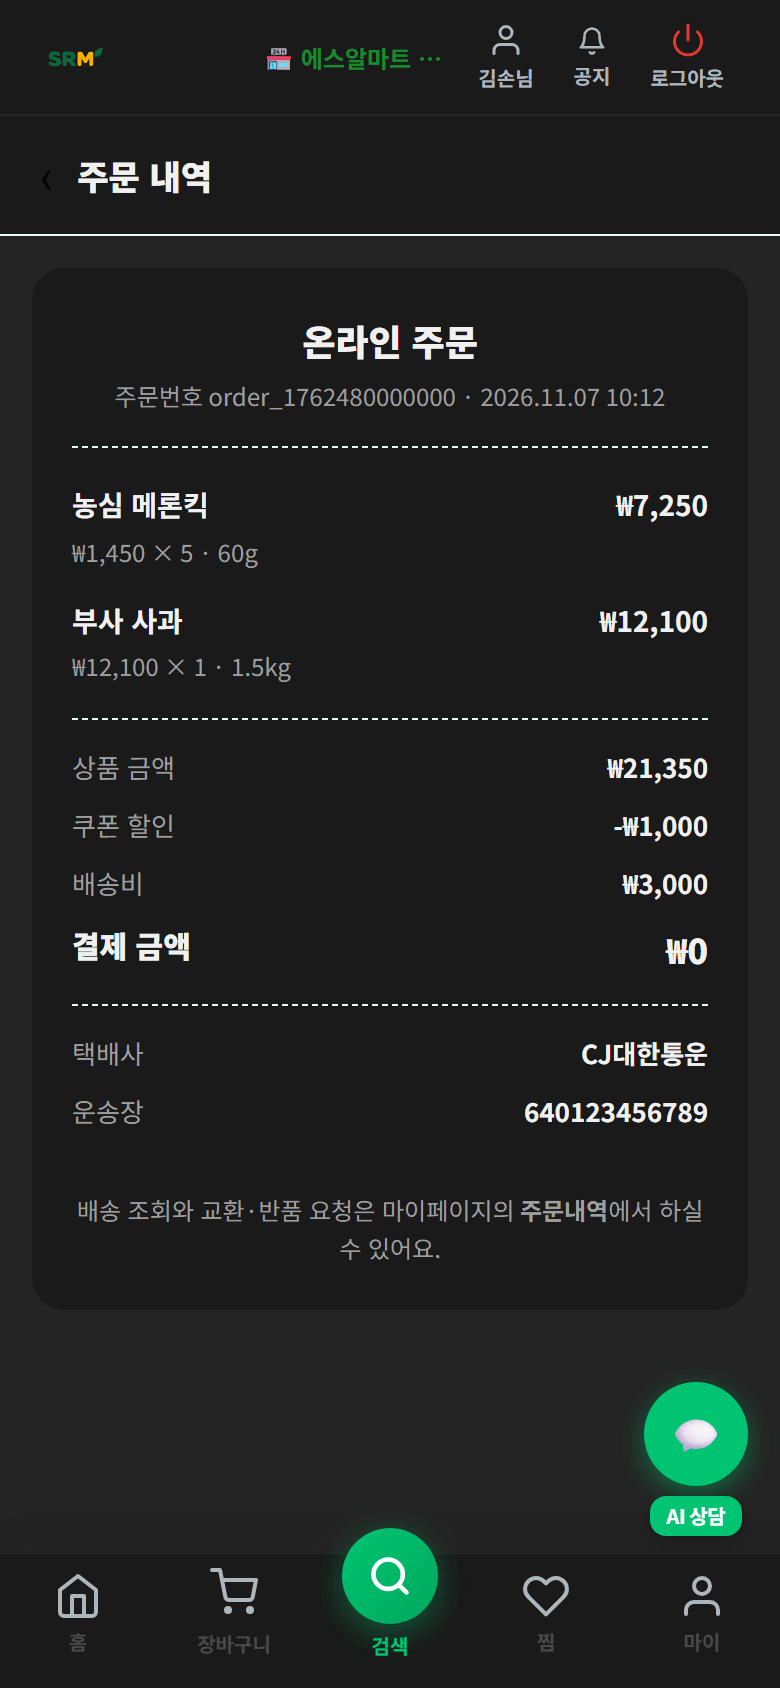 SRM
24H
에스알마트 ···
김손님
공지
로그아웃
‹ 주문 내역
온라인 주문
주문번호 order_1762480000000 · 2026.11.07 10:12
농심 메론킥 ₩7,250
₩1,450 × 5 · 60g
부사 사과 ₩12,100
₩12,100 × 1 · 1.5kg
상품 금액 ₩21,350
쿠폰 할인 -₩1,000
배송비 ₩3,000
결제 금액 ₩0
택배사 CJ대한통운
운송장 640123456789
배송 조회와 교환·반품 요청은 마이페이지의 주문내역에서 하실
수 있어요.
AI 상담
홈
장바구니
검색
찜
마이